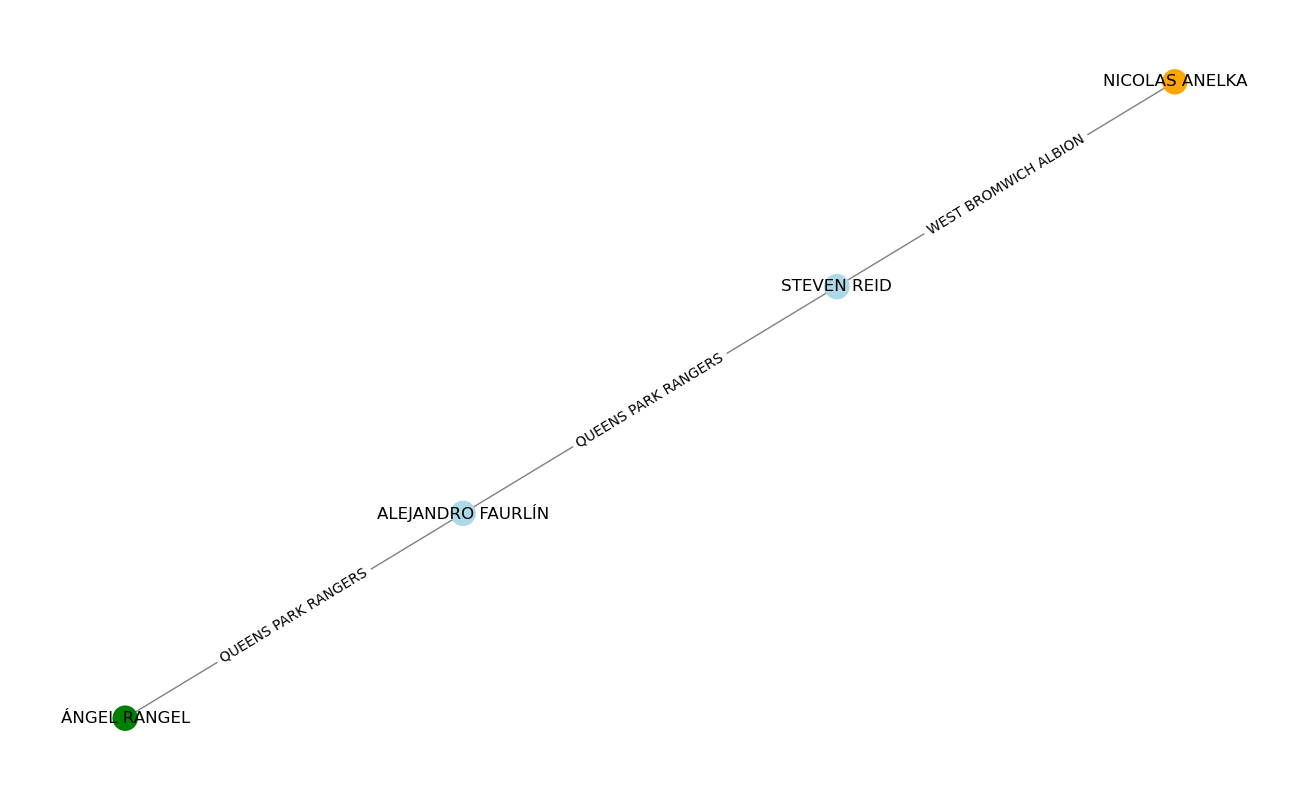 NICOLAS ANELKA
WEST BROMWICH ALBION
STEVEN REID
QUEENS PARK RANGERS
ALEJANDRO FAURLÍN
QUEENS PARK RANGERS
ÁNGEL RANGEL